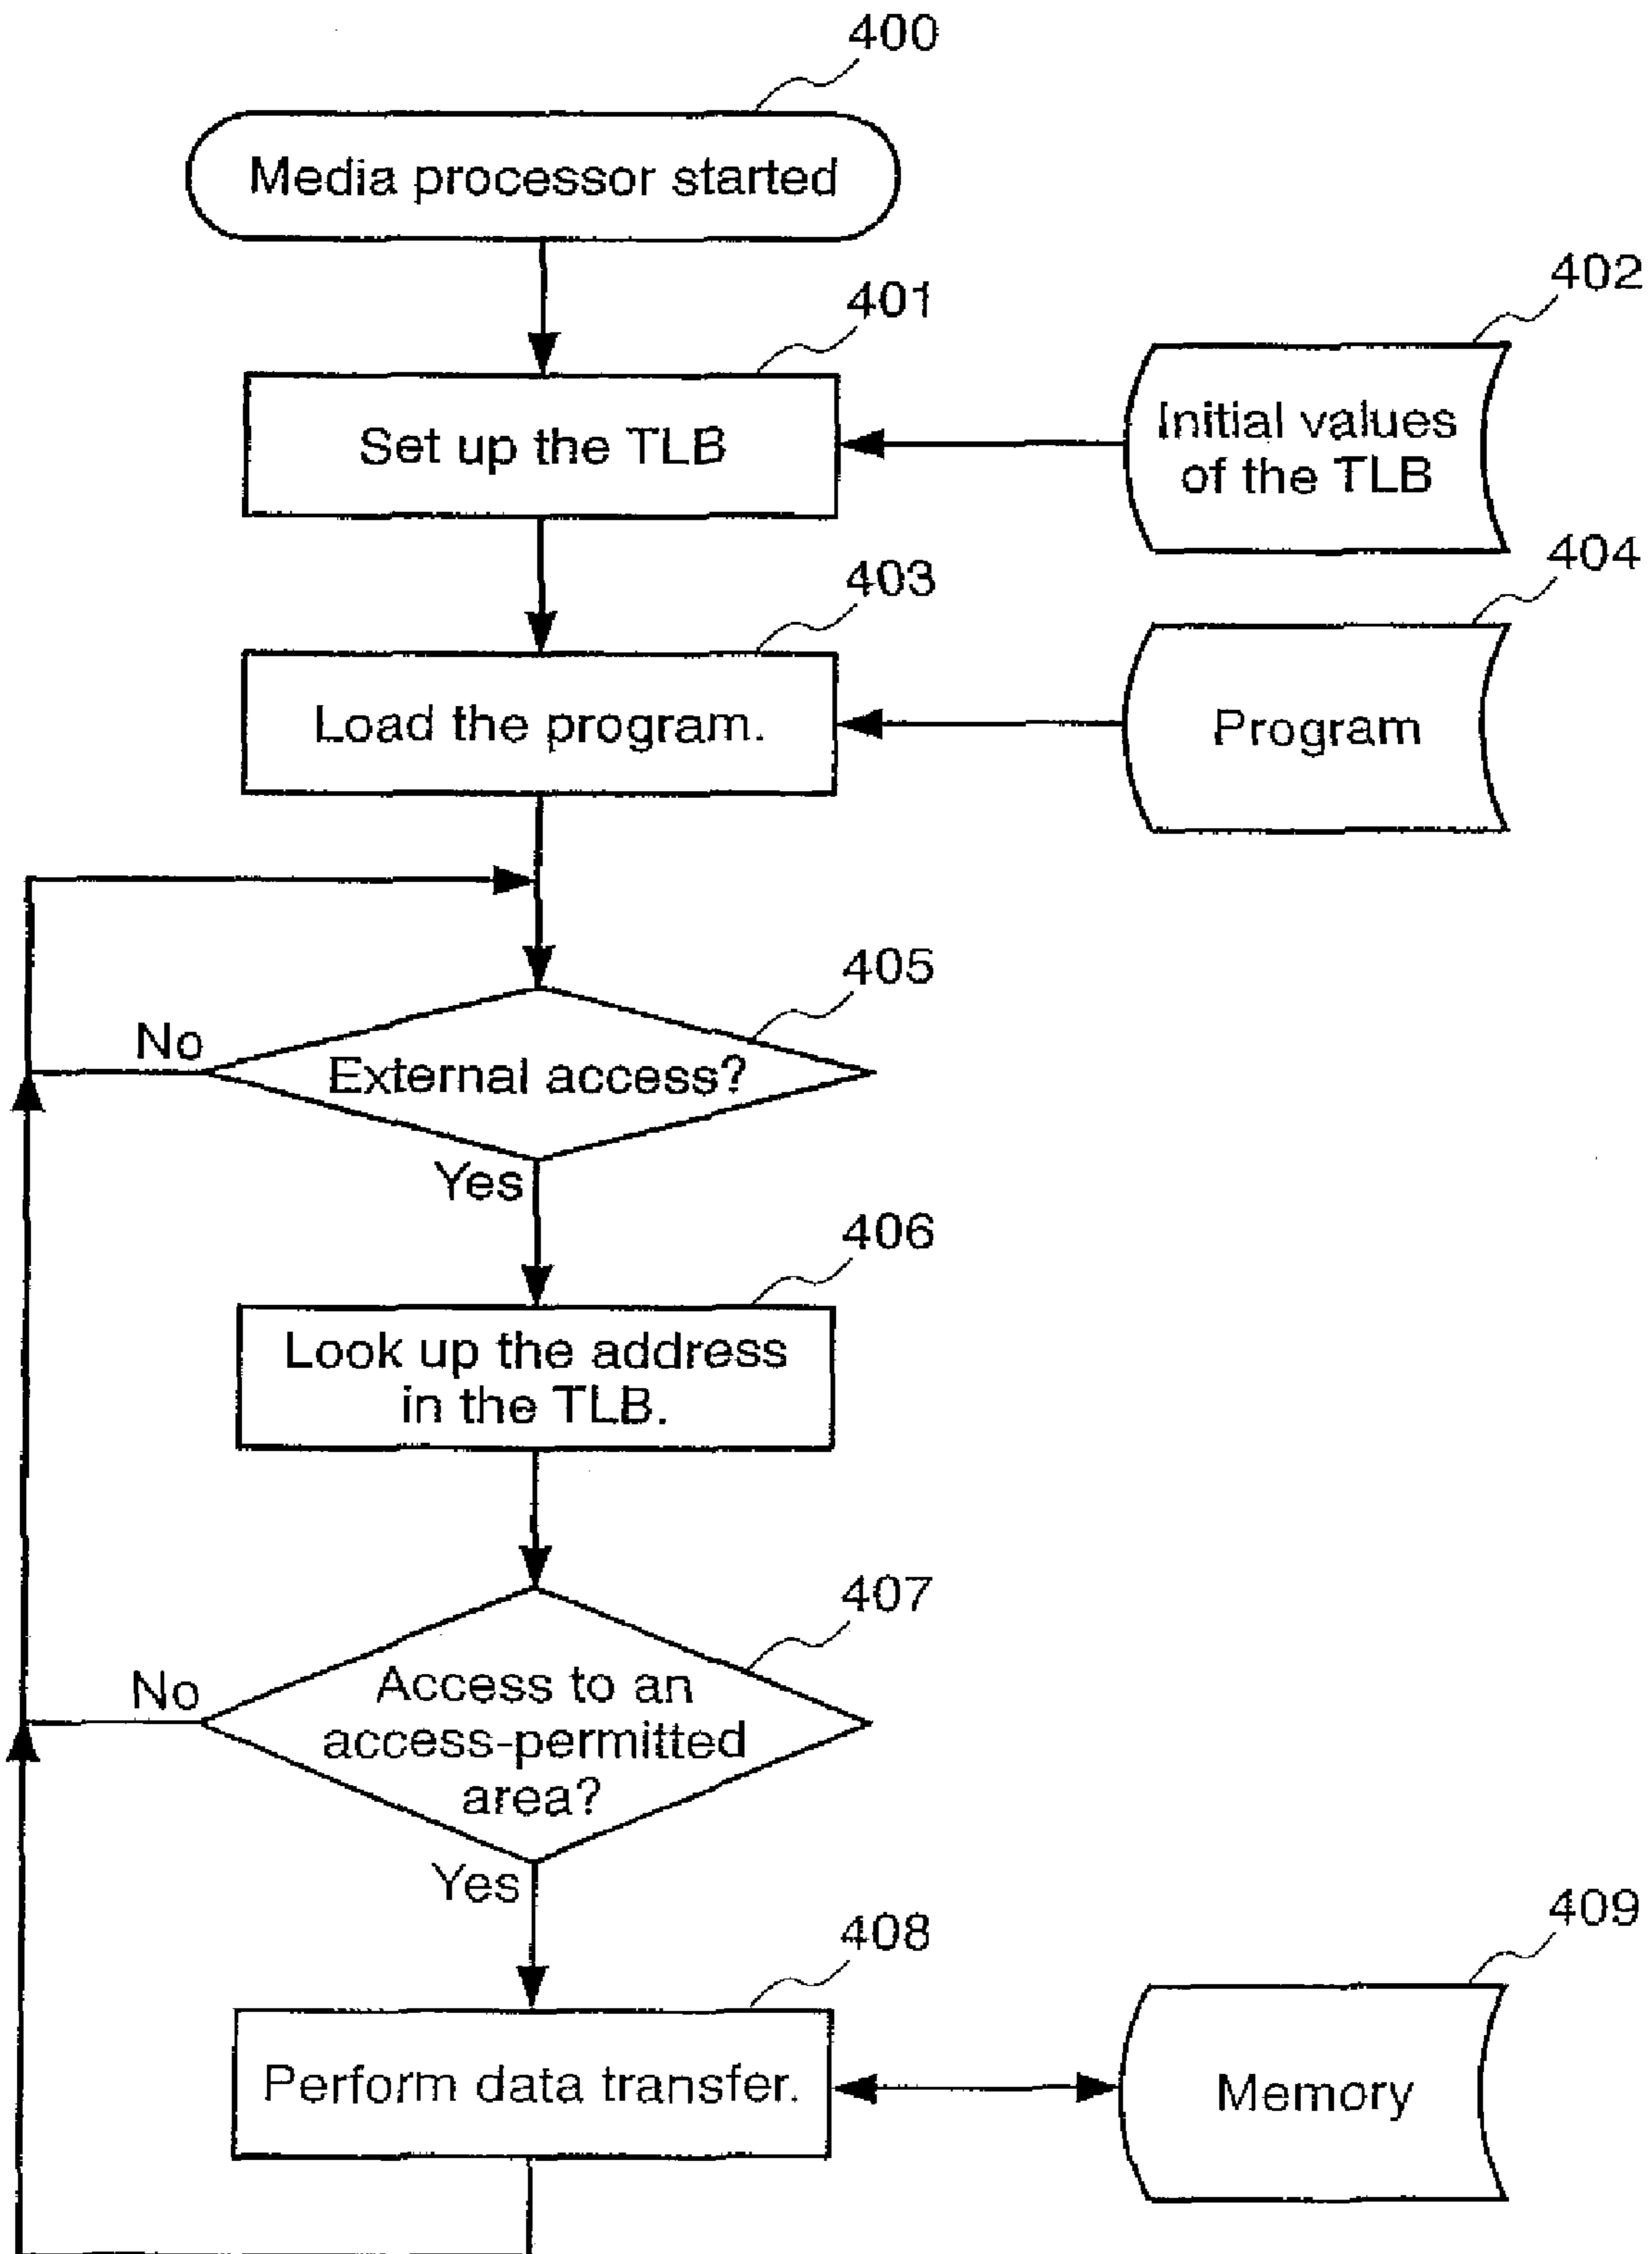 400
Media processor started
401
402
Set up the TLB
Initial values
of the TLB
403
404
Load the program.
Program
405
No
External access?
Yes
406
Look up the address
in the TLB.
407
No
Access to an
access-permitted
area?
Yes
408
409
Perform data transfer.
Memory